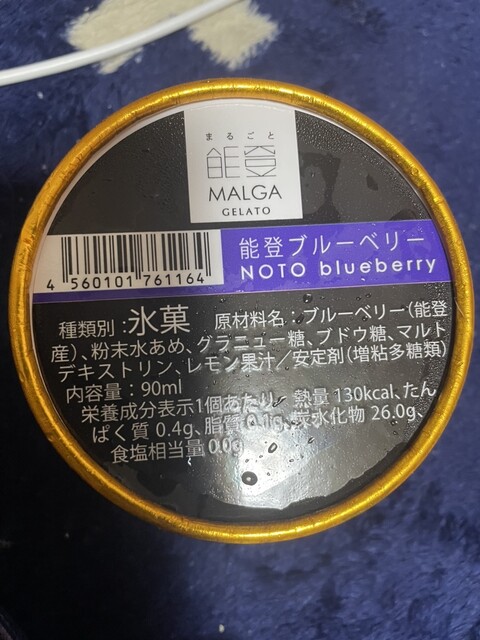 まるごと
能登
MALGA
GELATO
能登ブルーベリー
NOTO blueberry
4 560101 761164
種類別:氷菓 原材料名:ブルーベリー(能登
産)、粉末水あめ、グラニュー糖、ブドウ糖、マルト
デキストリン、レモン果汁/安定剤(増粘多糖類)
内容量:90ml
栄養成分表示1個あたり 熱量 130kcal、たん
ぱく質 0.4g、脂質 0.1g、炭水化物 26.0g、
食塩相当量 0.0g